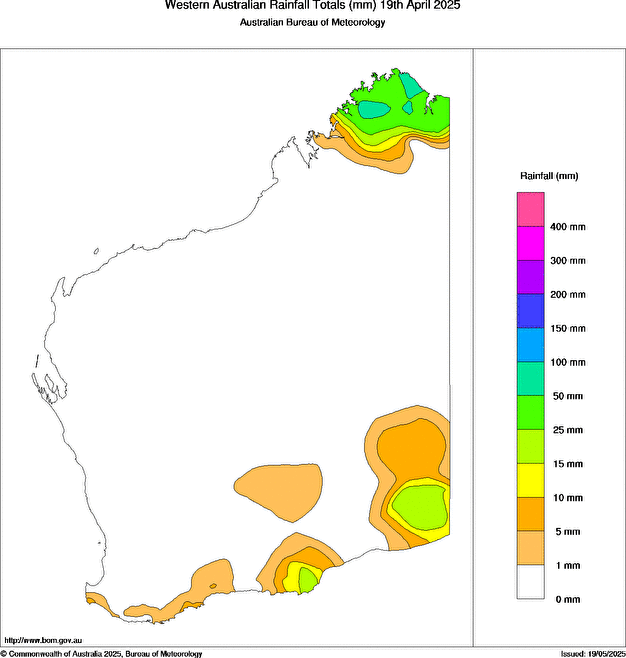 Western Australian Rainfall Totals (mm) 19th April 2025
Australian Bureau of Meteorology
Rainfall (mm)
400 mm
300 mm
200 mm
150 mm
100 mm
50 mm
25 mm
15 mm
10 mm
5 mm
1 mm
0 mm
http://www.bom.gov.au
© Commonwealth of Australia 2025, Bureau of Meteorology
Issued: 19/05/2025